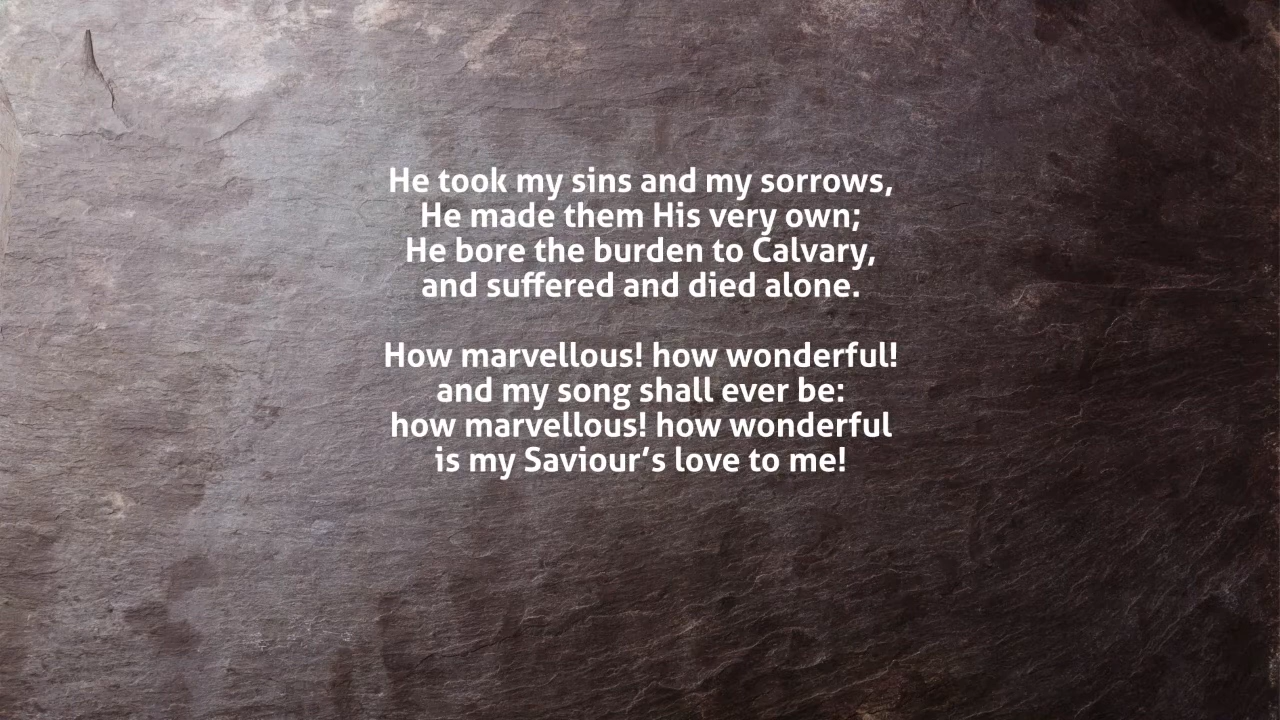 He took my sins and my sorrows,
He made them His very own;
He bore the burden to Calvary,
and suffered and died alone.
How marvellous! how wonderful!
and my song shall ever be:
how marvellous! how wonderful
is my Saviour’s love to me!